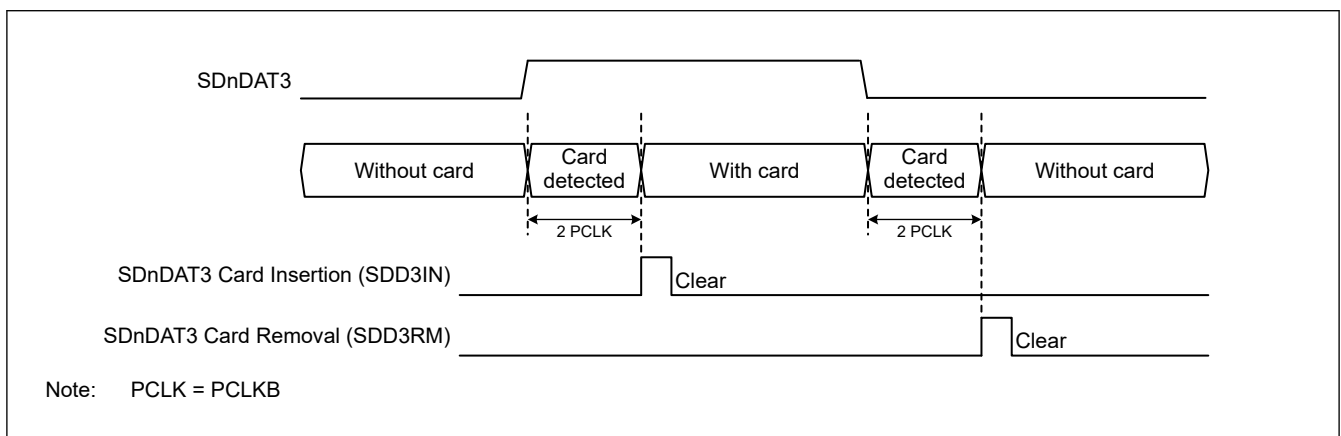 SDnDAT3
Without card
Card
detected
With card
Card
detected
Without card
2 PCLK
2 PCLK
SDnDAT3 Card Insertion (SDD3IN)
Clear
SDnDAT3 Card Removal (SDD3RM)
Clear
Note: PCLK = PCLKB